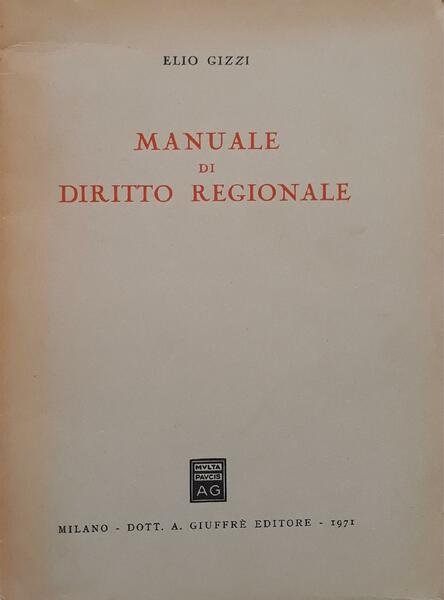 ELIO GIZZI
MANUALE
DI
DIRITTO REGIONALE
MVLTA
PAVCIS
AG
MILANO - DOTT. A. GIUFFRÈ EDITORE - 1971